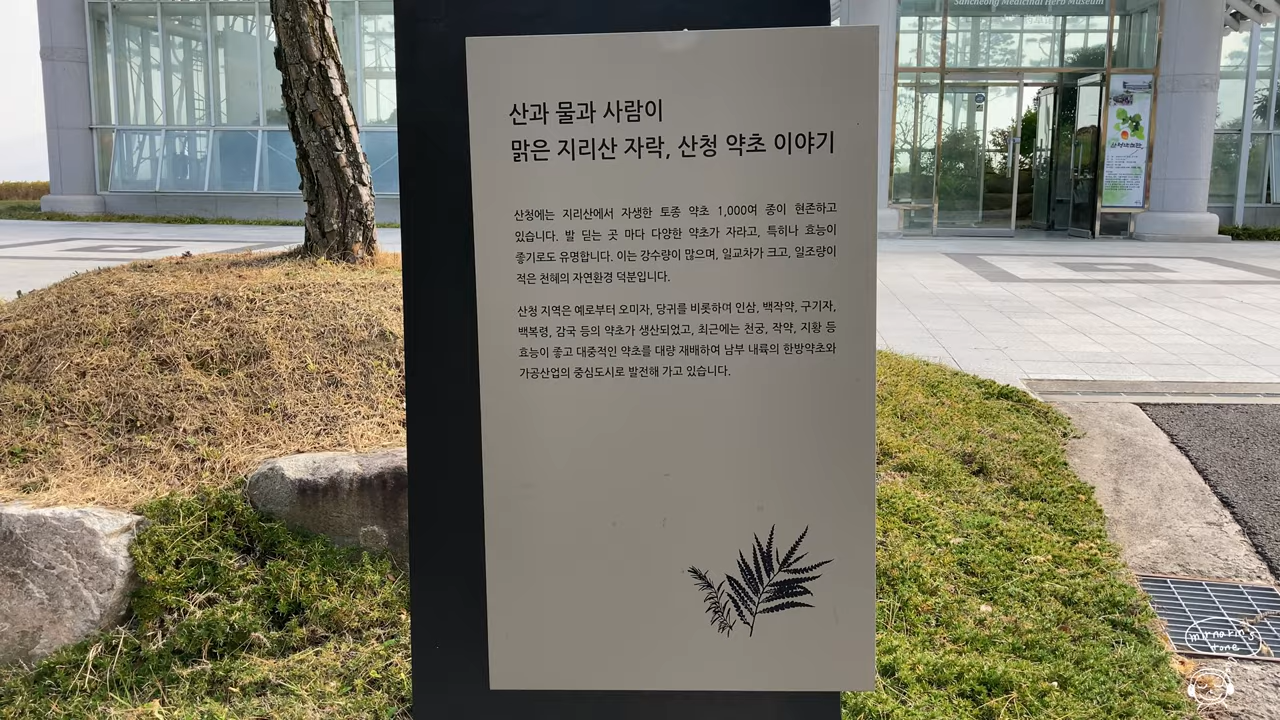 Sancheong Medicinal Herb Museum
산과 물과 사람이
맑은 지리산 자락, 산청 약초 이야기
산청에는 지리산에서 자생한 토종 약초 1,000여 종이 현존하고
있습니다. 발 딛는 곳 마다 다양한 약초가 자라고, 특히나 효능이
좋기로도 유명합니다. 이는 강수량이 많으며, 일교차가 크고, 일조량이
적은 천혜의 자연환경 덕분입니다.
산청 지역은 예로부터 오미자, 당귀를 비롯하여 인삼, 백작약, 구기자,
백복령, 감국 등의 약초가 생산되었고, 최근에는 천궁, 작약, 지황 등
효능이 좋고 대중적인 약초를 대량 재배하여 남부 내륙의 한방약초와
가공산업의 중심도시로 발전해 가고 있습니다.
mirnarin's
tone